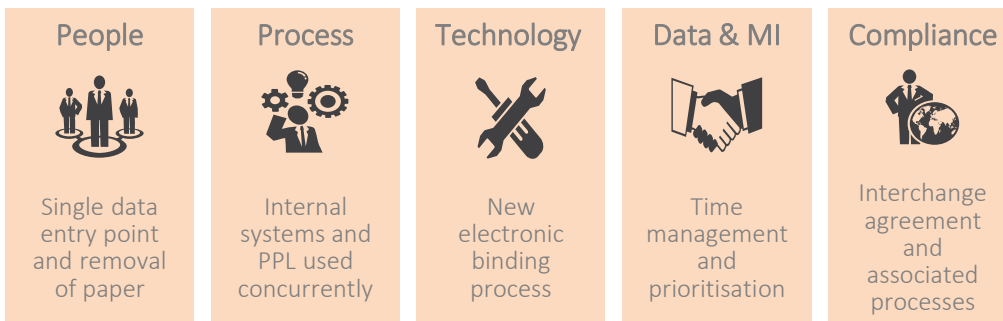 People
Single data
entry point
and removal
of paper
Process
Internal
systems and
PPL used
concurrently
Technology
New
electronic
binding
process
Data & MI
Time
management
and
prioritisation
Compliance
Interchange
agreement
and
associated
processes